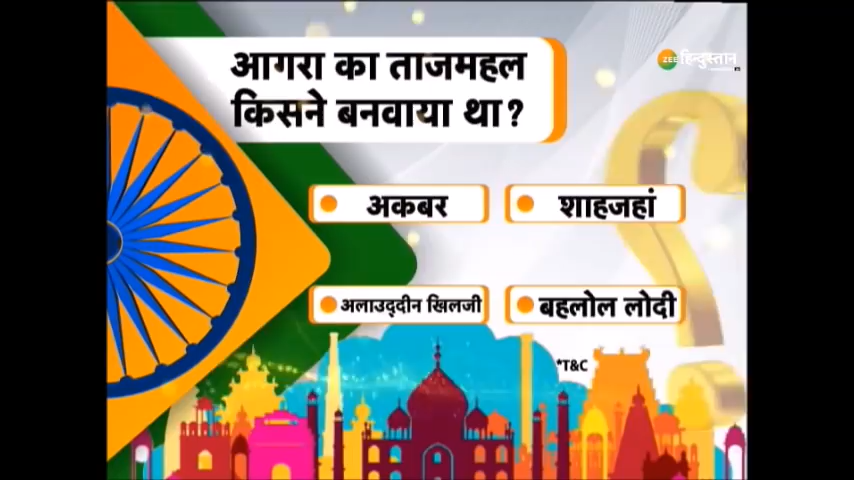 आगरा का ताजमहल
किसने बनवाया था?
ZEE हिन्दुस्तान
अकबर
शाहजहां
अलाउद्दीन खिलजी
बहलोल लोदी
*T&C